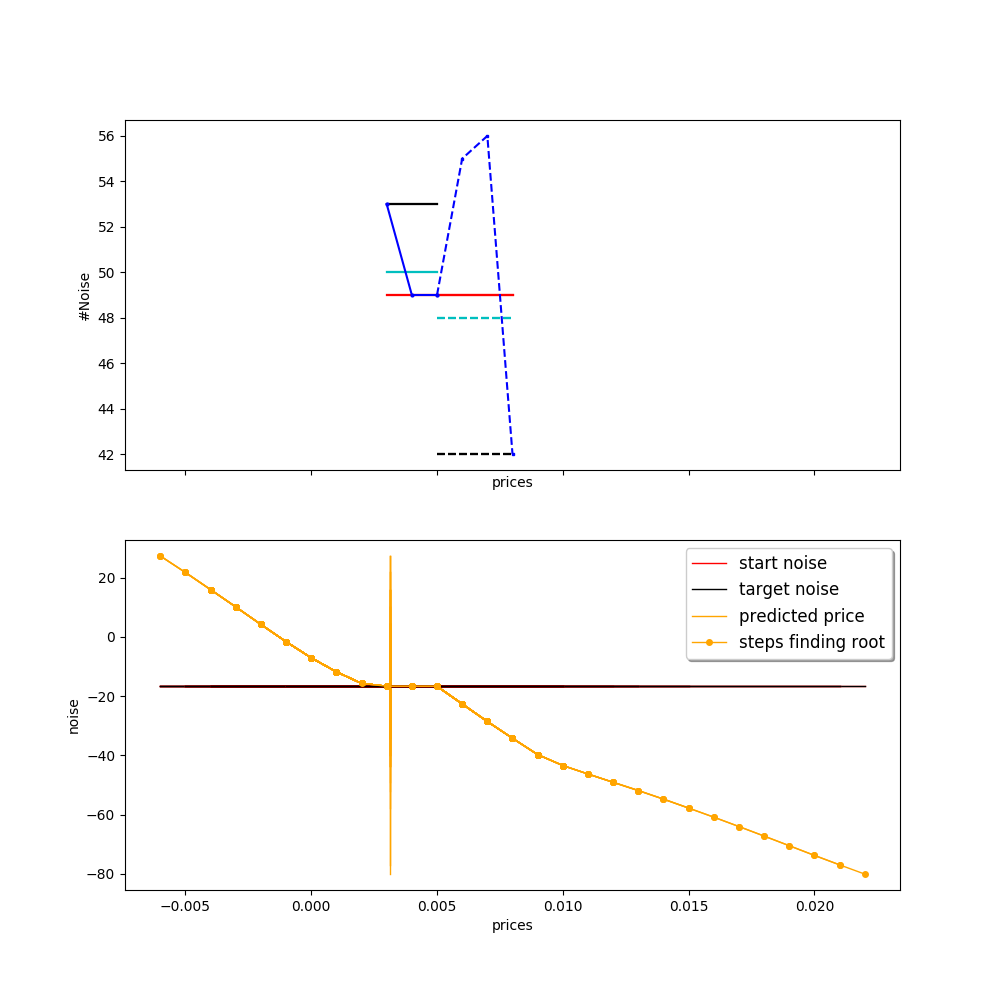 56
54
52
50
48
46
44
42
#Noise
prices
20
0
−20
−40
−60
−80
noise
start noise
target noise
predicted price
steps finding root
−0.005 0.000 0.005 0.010 0.015 0.020
prices